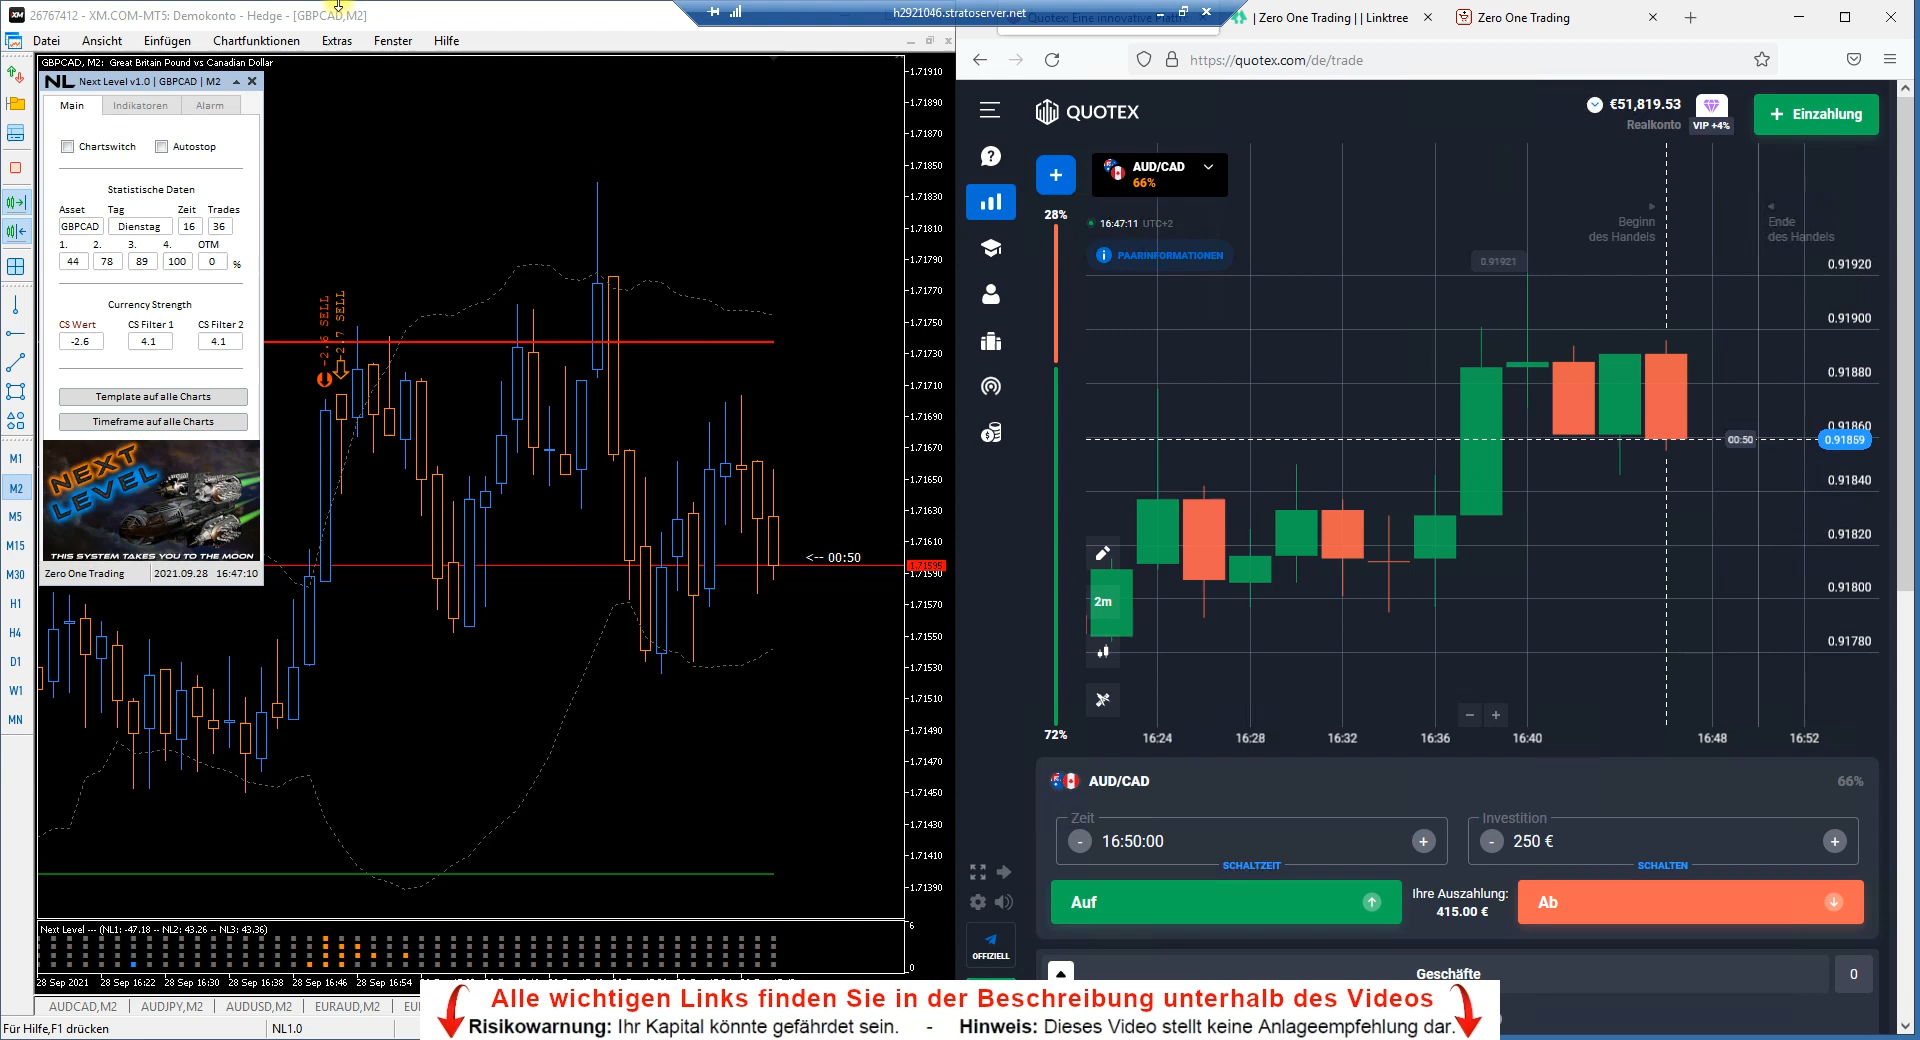 26767412 - XM.COM-MT5: Demokonto - Hedge - [GBPCAD,M2]
Datei Ansicht Einfügen Chartfunktionen Extras Fenster Hilfe
GBPCAD, M2: Great Britain Pound vs Canadian Dollar
NL Next Level v1.0 | GBPCAD | M2
Main Indikatoren Alarm
Chartswitch Autostop
Statistische Daten
Asset Tag Zeit Trades
GBPCAD Dienstag 16 36
1. 2. 3. 4. OTM
44 78 89 100 0 %
Currency Strength
CS Wert CS Filter 1 CS Filter 2
-2.6 4.1 4.1
Template auf alle Charts
Timeframe auf alle Charts
NEXT
LEVEL
THIS SYSTEM TAKES YOU TO THE MOON
Zero One Trading 2021.09.28 16:47:10
M1
M2
M5
M15
M30
H1
H4
D1
W1
MN
-2.6 SELL
-2.7 SELL
<-- 00:50
1.71910
1.71890
1.71870
1.71850
1.71830
1.71810
1.71790
1.71770
1.71750
1.71730
1.71710
1.71690
1.71670
1.71650
1.71630
1.71610
1.71595
1.71590
1.71570
1.71550
1.71530
1.71510
1.71490
1.71470
1.71450
1.71430
1.71410
1.71390
Next Level --- (NL1: -47.18 -- NL2: 43.26 -- NL3: 43.36)
6
0
28 Sep 2021 28 Sep 16:22 28 Sep 16:30 28 Sep 16:38 28 Sep 16:46 28 Sep 16:54
AUDCAD,M2 AUDJPY,M2 AUDUSD,M2 EURAUD,M2
Für Hilfe,F1 drücken NL1.0
h2921046.stratoserver.net
Quotex: Eine innovative Plattfo
| Zero One Trading | | Linktree
Zero One Trading
https://quotex.com/de/trade
QUOTEX
€51,819.53
Realkonto
VIP +4%
Einzahlung
AUD/CAD
66%
28%
16:47:11 UTC+2
PAARINFORMATIONEN
Beginn
des Handels
Ende
des Handels
0.91921
0.91920
0.91900
0.91880
0.91860
0.91859
0.91840
0.91820
0.91800
0.91780
00:50
2m
72%
16:24 16:28 16:32 16:36 16:40 16:48 16:52
AUD/CAD 66%
Zeit
- 16:50:00 +
SCHALTZEIT
Investition
- 250 € +
SCHALTEN
Auf
Ihre Auszahlung:
415.00 €
Ab
OFFIZIELL
Geschäfte 0
Alle wichtigen Links finden Sie in der Beschreibung unterhalb des Videos
Risikowarnung: Ihr Kapital könnte gefährdet sein. - Hinweis: Dieses Video stellt keine Anlageempfehlung dar.